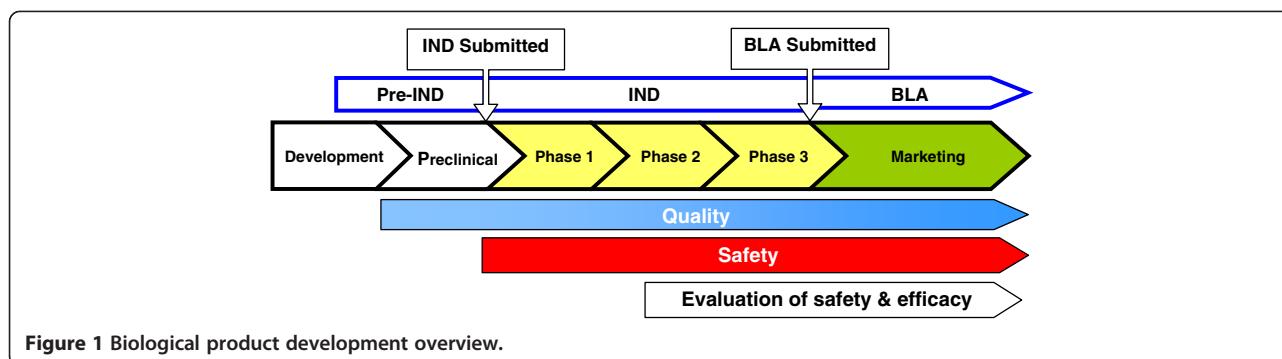 IND Submitted
BLA Submitted
Pre-IND
IND
BLA
Development
Preclinical
Phase 1
Phase 2
Phase 3
Marketing
Quality
Safety
Evaluation of safety & efficacy
Figure 1 Biological product development overview.